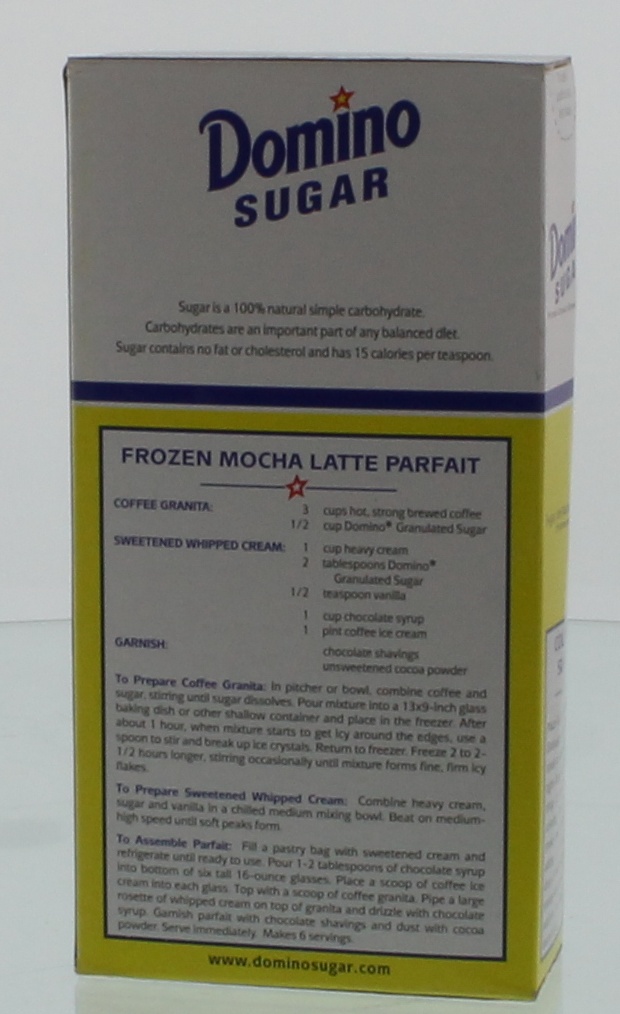 Domino
SUGAR
Sugar is a 100% natural simple carbohydrate.
Carbohydrates are an important part of any balanced diet.
Sugar contains no fat or cholesterol and has 15 calories per teaspoon.
FROZEN MOCHA LATTE PARFAIT
COFFEE GRANITA: 3 cups hot, strong brewed coffee
1/2 cup Domino® Granulated Sugar
SWEETENED WHIPPED CREAM: 1 cup heavy cream
2 tablespoons Domino®
Granulated Sugar
1/2 teaspoon vanilla
1 cup chocolate syrup
1 pint coffee ice cream
GARNISH: chocolate shavings
unsweetened cocoa powder
To Prepare Coffee Granita: In pitcher or bowl, combine coffee and
sugar, stirring until sugar dissolves. Pour mixture into a 13x9-inch glass
baking dish or other shallow container and place in the freezer. After
about 1 hour, when mixture starts to get icy around the edges, use a
spoon to stir and break up ice crystals. Return to freezer. Freeze 2 to 2-
1/2 hours longer, stirring occasionally until mixture forms fine, firm icy
flakes.
To Prepare Sweetened Whipped Cream: Combine heavy cream,
sugar and vanilla in a chilled medium mixing bowl. Beat on medium-
high speed until soft peaks form.
To Assemble Parfait: Fill a pastry bag with sweetened cream and
refrigerate until ready to use. Pour 1-2 tablespoons of chocolate syrup
into bottom of six tall 16-ounce glasses. Place a scoop of coffee ice
cream into each glass. Top with a scoop of coffee granita. Pipe a large
rosette of whipped cream on top of granita and drizzle with chocolate
syrup. Garnish parfait with chocolate shavings and dust with cocoa
powder. Serve immediately. Makes 6 servings.
www.dominosugar.com